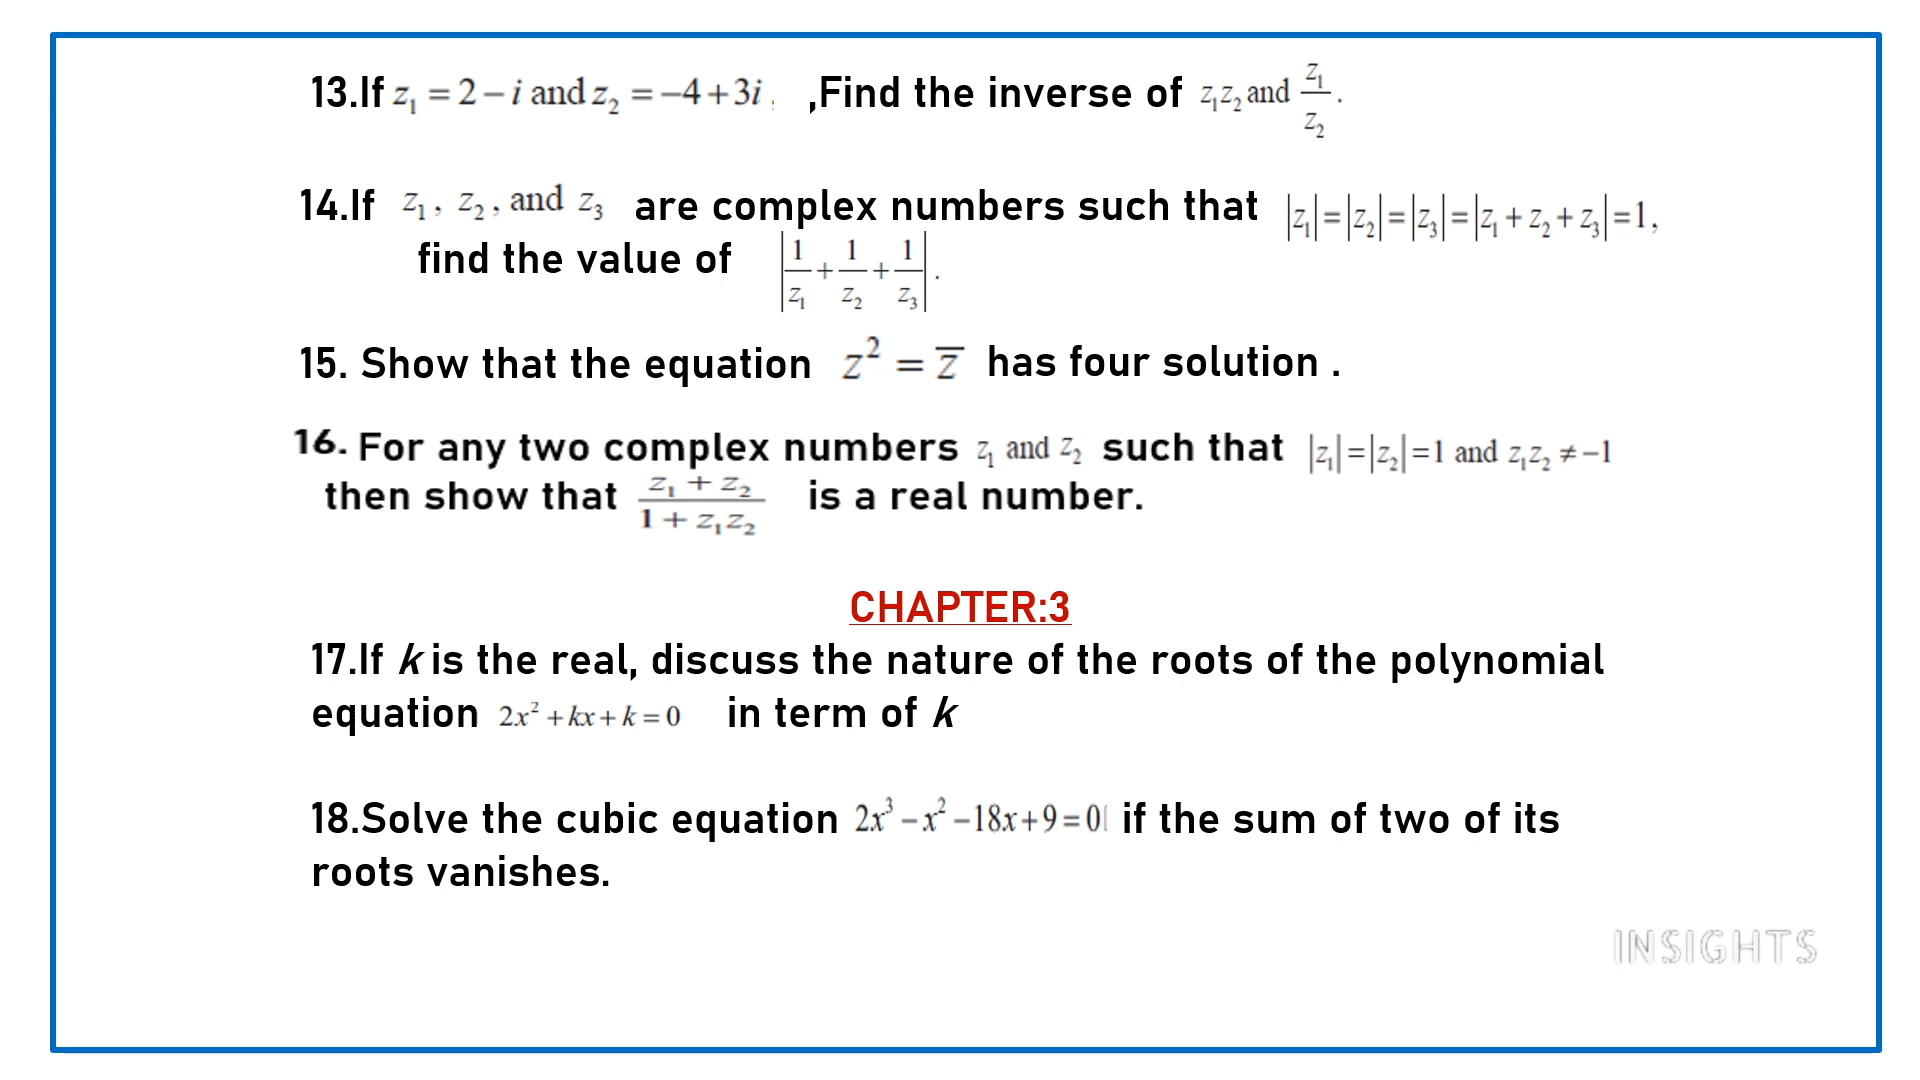 13.If z₁ = 2 − i and z₂ = −4 + 3i , ,Find the inverse of z₁z₂ and z₁/z₂.
14.If z₁, z₂, and z₃ are complex numbers such that |z₁| = |z₂| = |z₃| = |z₁ + z₂ + z₃| = 1,
find the value of |1/z₁ + 1/z₂ + 1/z₃|.
15. Show that the equation z² = z̅ has four solution .
16. For any two complex numbers z₁ and z₂ such that |z₁| = |z₂| = 1 and z₁z₂ ≠ −1
then show that (z₁ + z₂)/(1 + z₁z₂) is a real number.
CHAPTER:3
17.If k is the real, discuss the nature of the roots of the polynomial
equation 2x² + kx + k = 0 in term of k
18.Solve the cubic equation 2x³ − x² − 18x + 9 = 0 if the sum of two of its
roots vanishes.
INSIGHTS